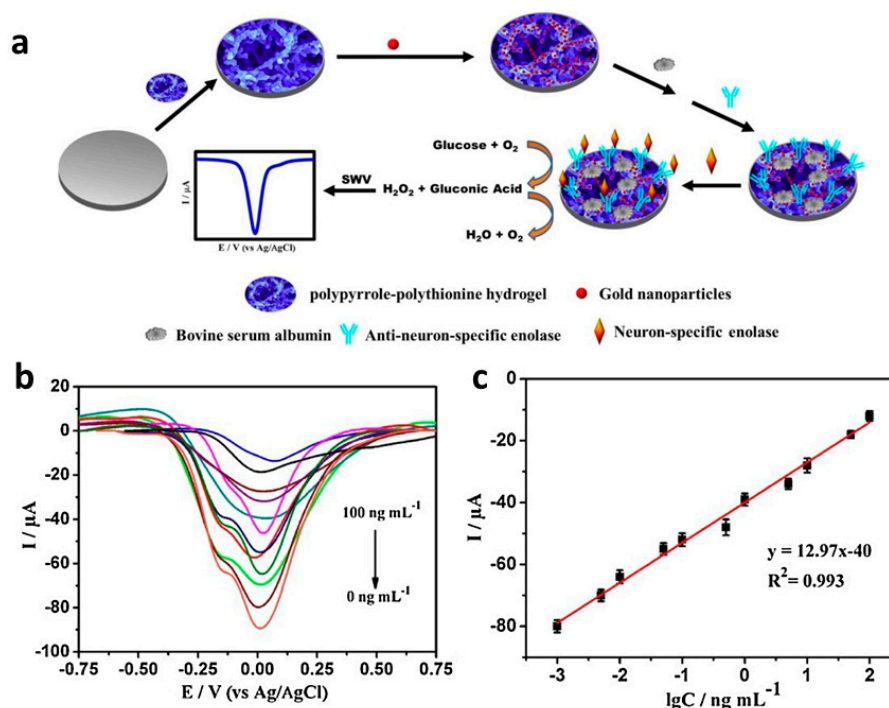 a
Glucose + O2
SWV
H2O2 + Gluconic Acid
H2O + O2
I / μA
E / V (vs Ag/AgCl)
polypyrrole-polythionine hydrogel
Gold nanoparticles
Bovine serum albumin
Anti-neuron-specific enolase
Neuron-specific enolase
b
20
0
-20
-40
-60
-80
-100
I / μA
100 ng mL-1
0 ng mL-1
-0.75 -0.50 -0.25 0.00 0.25 0.50 0.75
E / V (vs Ag/AgCl)
c
0
-20
-40
-60
-80
I / μA
y = 12.97x-40
R2= 0.993
-3 -2 -1 0 1 2
lgC / ng mL-1